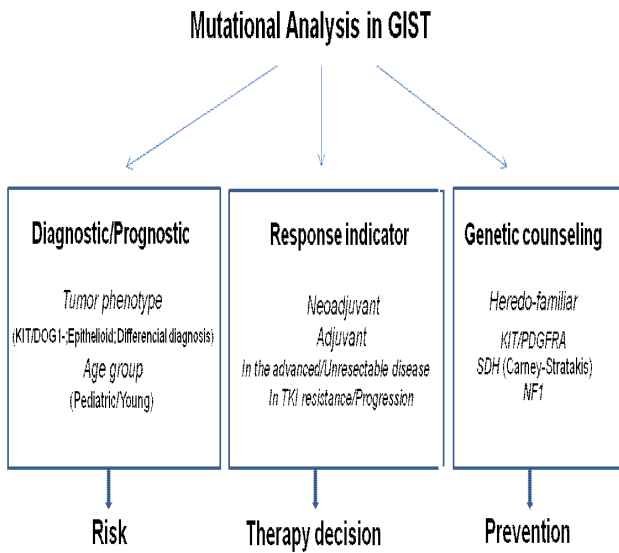 Mutational Analysis in GIST
Diagnostic/Prognostic
Tumor phenotype
(KIT/DOG1-;Epithelioid;Differencial diagnosis)
Age group
(Pediatric/Young)
Risk
Response indicator
Neoadjuvant
Adjuvant
In the advanced/Unresectable disease
In TKI resistance/Progression
Therapy decision
Genetic counseling
Heredo-familiar
KIT/PDGFRA
SDH (Carney-Stratakis)
NF1
Prevention